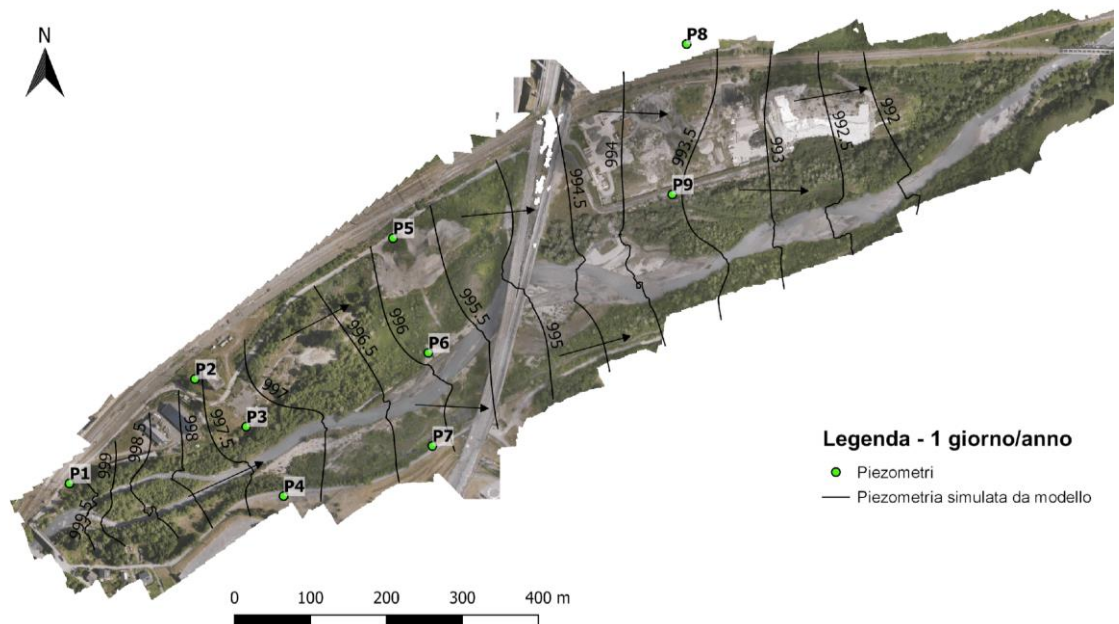 N
P8
992
992.5
993
993.5
994
P9
994.5
P5
995.5
995
996
P6
996.5
P2
997
P3
997.5
998
P7
998.5
P1
999
P4
999.5
Legenda - 1 giorno/anno
Piezometri
Piezometria simulata da modello
0 100 200 300 400 m